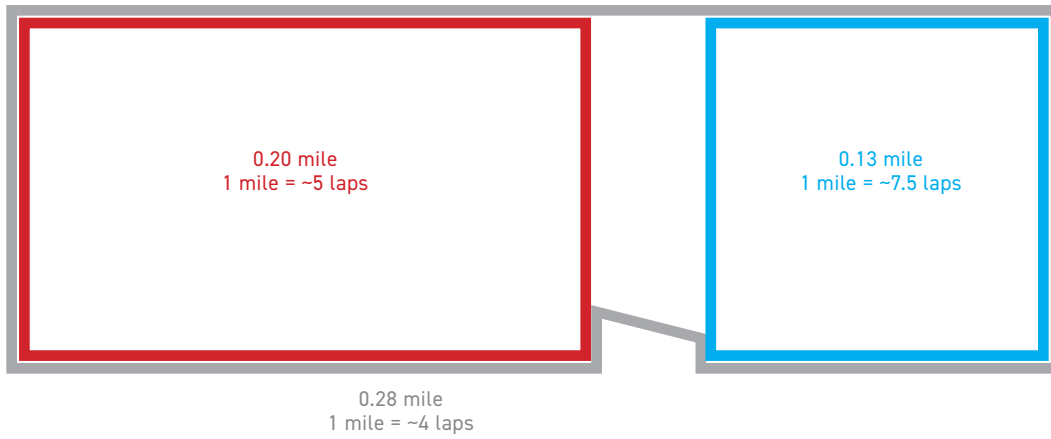 0.20 mile
1 mile = ~5 laps
0.13 mile
1 mile = ~7.5 laps
0.28 mile
1 mile = ~4 laps